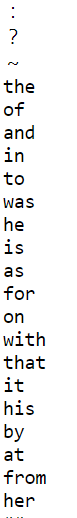 :
?
~
the
of
and
in
to
was
he
is
as
for
on
with
that
it
his
by
at
from
her